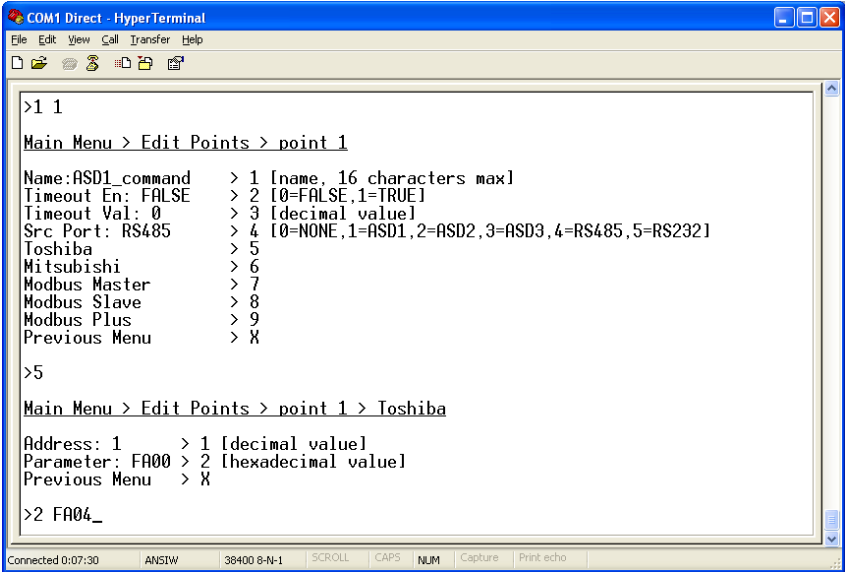 COM1 Direct - HyperTerminal
File Edit View Call Transfer Help
>1 1
Main Menu > Edit Points > point 1
Name:ASD1_command > 1 [name, 16 characters max]
Timeout En: FALSE > 2 [0=FALSE,1=TRUE]
Timeout Val: 0 > 3 [decimal value]
Src Port: RS485 > 4 [0=NONE,1=ASD1,2=ASD2,3=ASD3,4=RS485,5=RS232]
Toshiba > 5
Mitsubishi > 6
Modbus Master > 7
Modbus Slave > 8
Modbus Plus > 9
Previous Menu > X
>5
Main Menu > Edit Points > point 1 > Toshiba
Address: 1 > 1 [decimal value]
Parameter: FA00 > 2 [hexadecimal value]
Previous Menu > X
>2 FA04_
Connected 0:07:30 ANSIW 38400 8-N-1 SCROLL CAPS NUM Capture Print echo